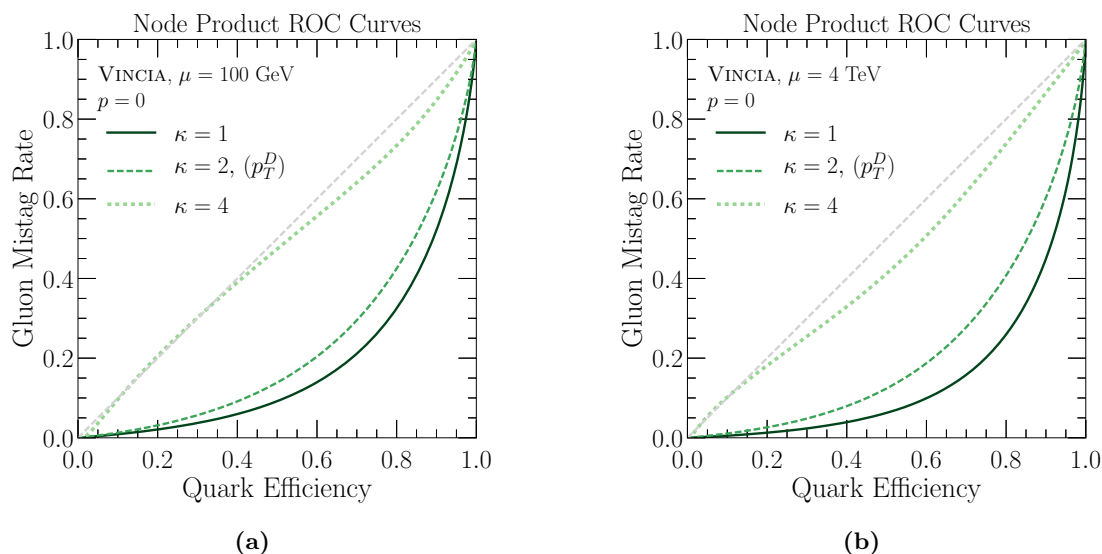 Node Product ROC Curves
VINCIA, μ = 100 GeV
p = 0
κ = 1
κ = 2, (p_T^D)
κ = 4
Gluon Mistag Rate
1.0
0.8
0.6
0.4
0.2
0.0
0.0 0.2 0.4 0.6 0.8 1.0
Quark Efficiency
(a)
Node Product ROC Curves
VINCIA, μ = 4 TeV
p = 0
κ = 1
κ = 2, (p_T^D)
κ = 4
Gluon Mistag Rate
1.0
0.8
0.6
0.4
0.2
0.0
0.0 0.2 0.4 0.6 0.8 1.0
Quark Efficiency
(b)